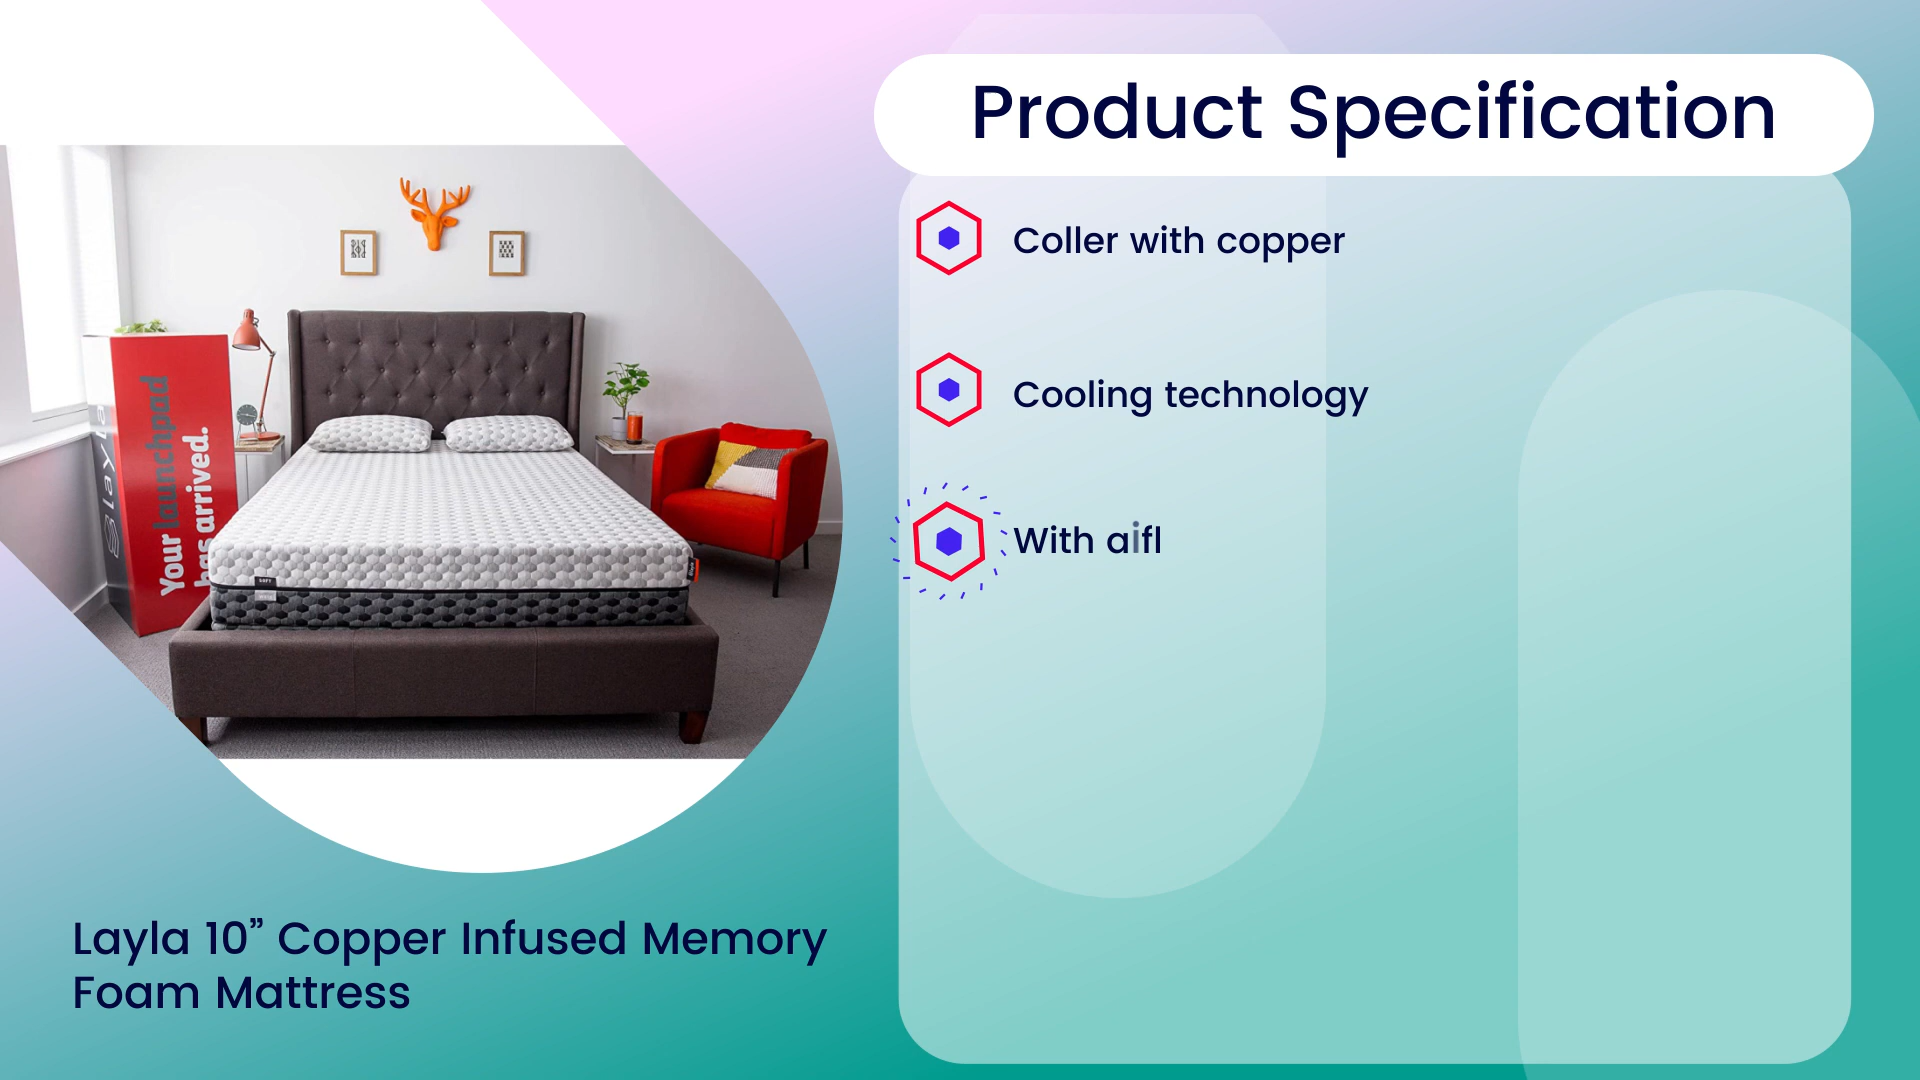 Product Specification
Coller with copper
Cooling technology
With aifl
layla
Your launchpad
has arrived.
Layla 10” Copper Infused Memory
Foam Mattress